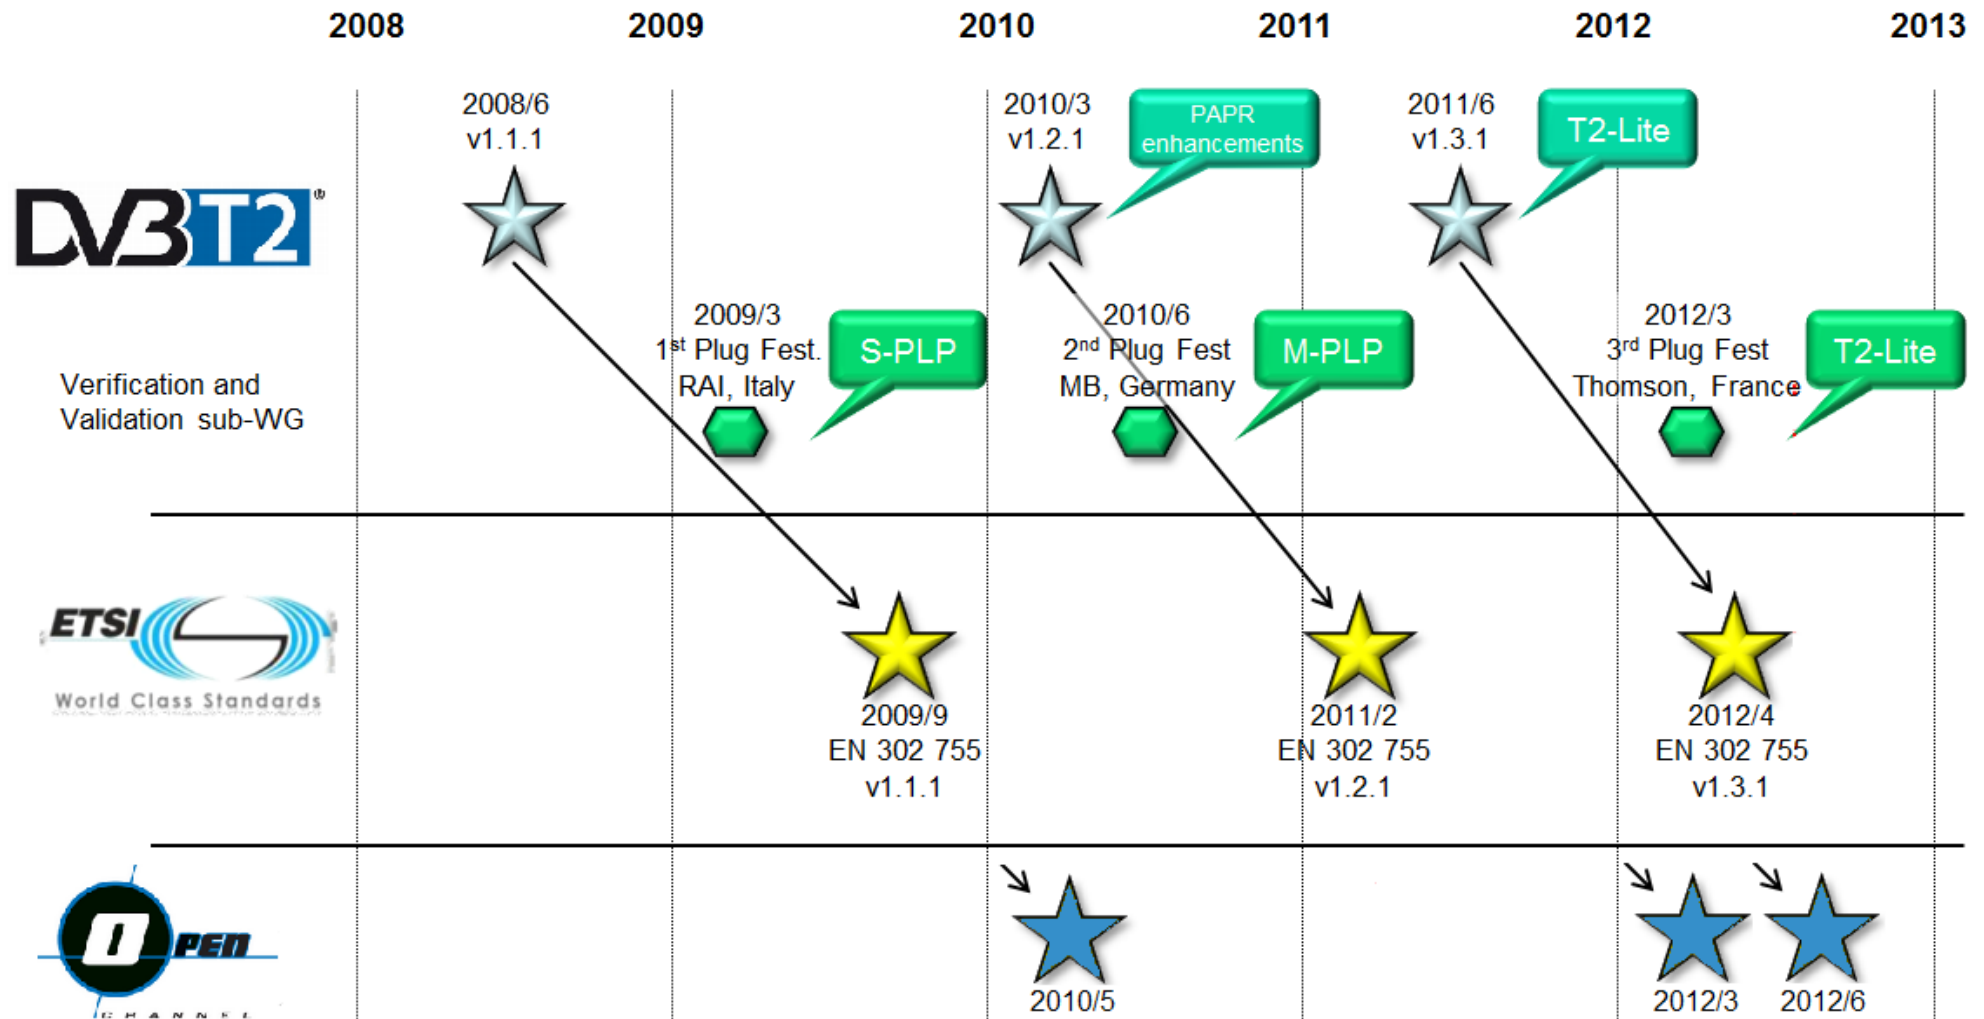 2008 2009 2010 2011 2012 2013
2008/6
v1.1.1
2010/3
v1.2.1
PAPR
enhancements
2011/6
v1.3.1
T2-Lite
DVB T2®
2009/3
1st Plug Fest.
RAI, Italy
S-PLP
2010/6
2nd Plug Fest
MB, Germany
M-PLP
2012/3
3rd Plug Fest
Thomson, France
T2-Lite
Verification and
Validation sub-WG
ETSI
World Class Standards
2009/9
EN 302 755
v1.1.1
2011/2
EN 302 755
v1.2.1
2012/4
EN 302 755
v1.3.1
OPEN
CHANNEL
2010/5
2012/3
2012/6